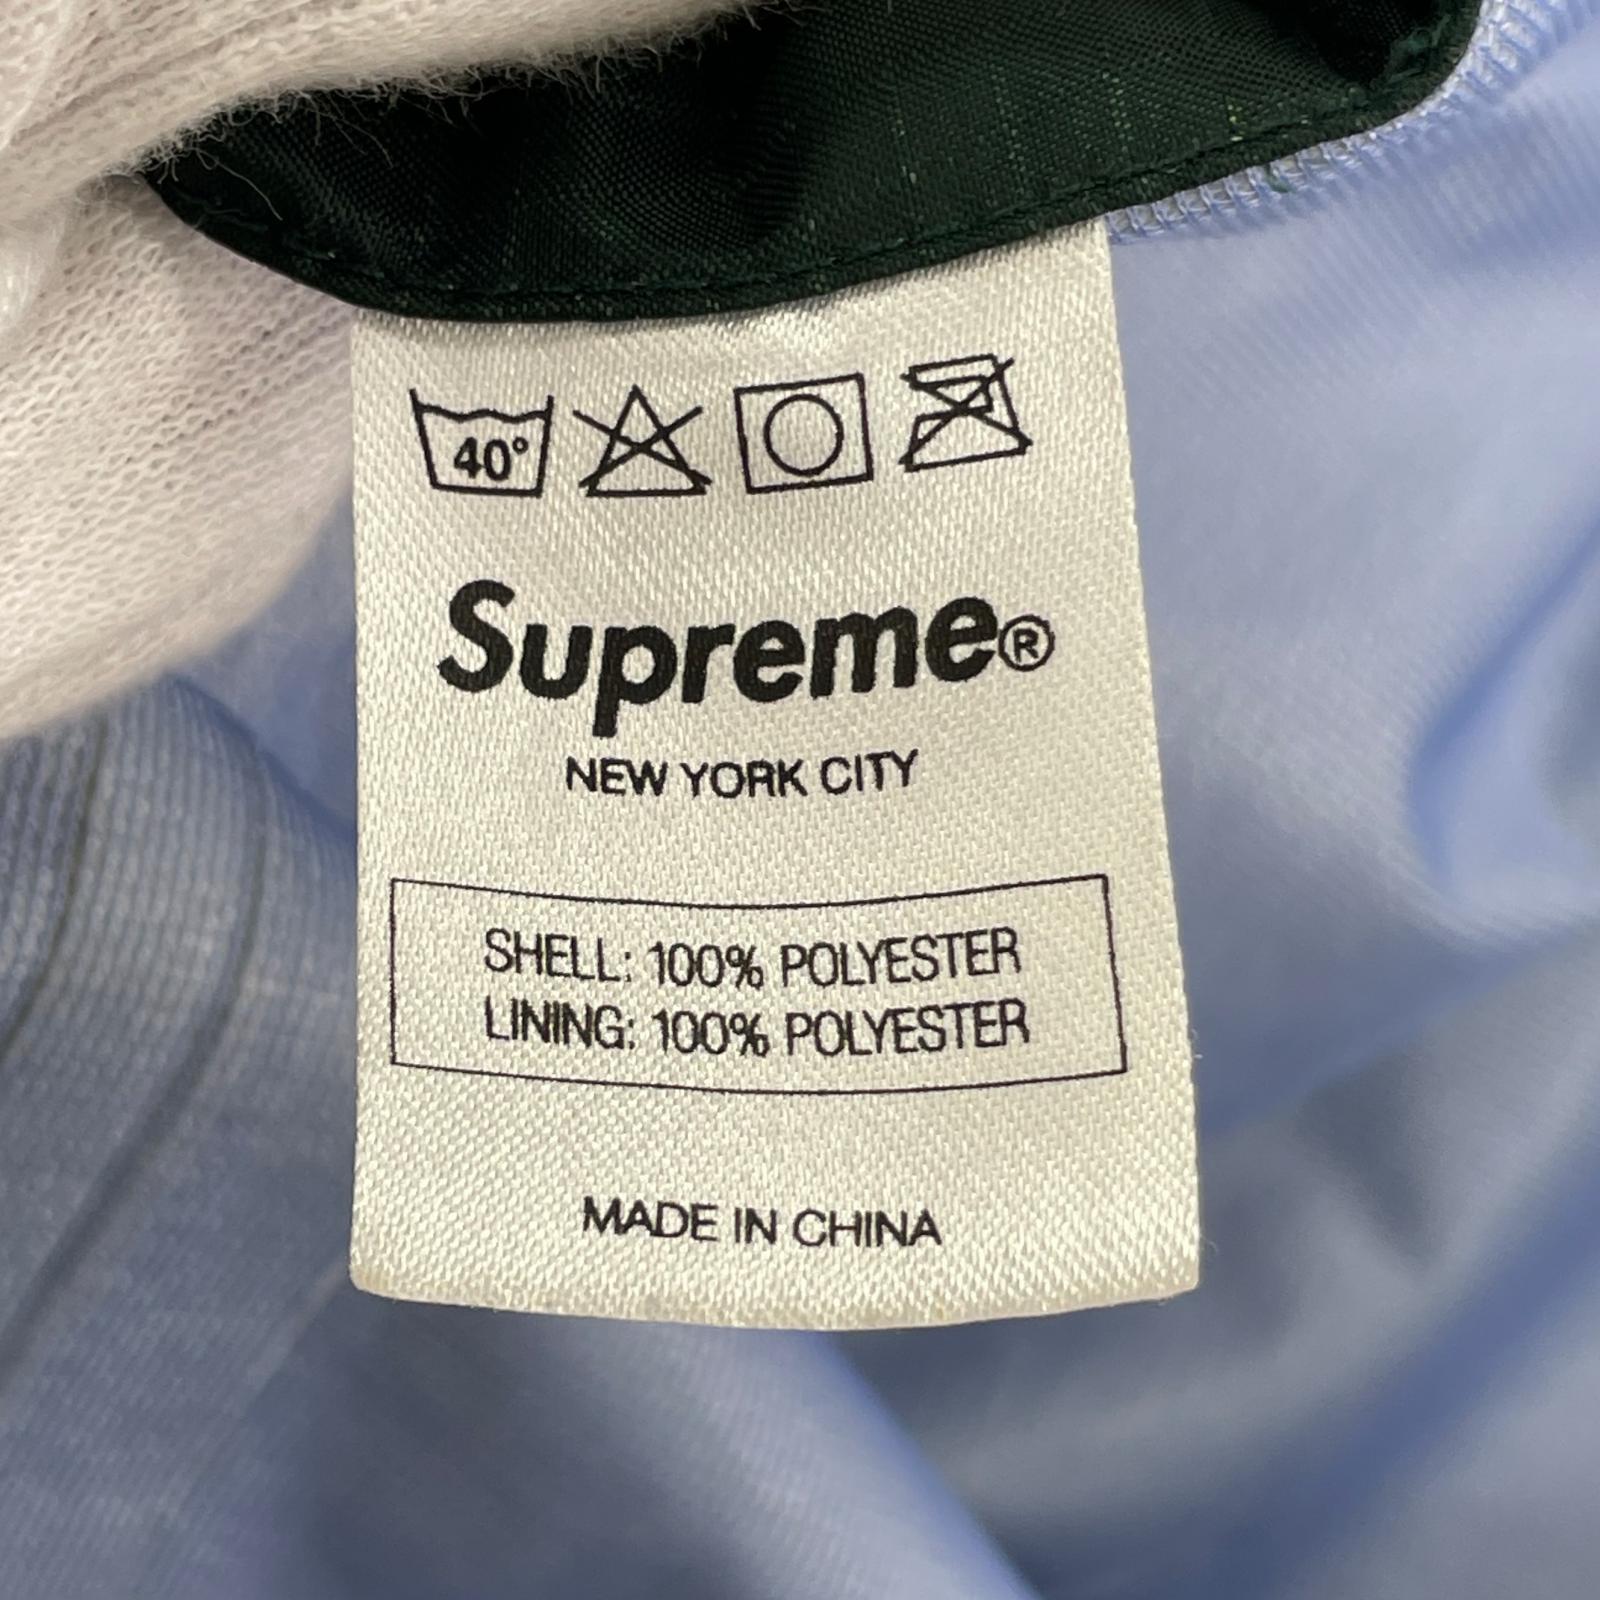 40°
Supreme®
NEW YORK CITY
SHELL: 100% POLYESTER
LINING: 100% POLYESTER
MADE IN CHINA